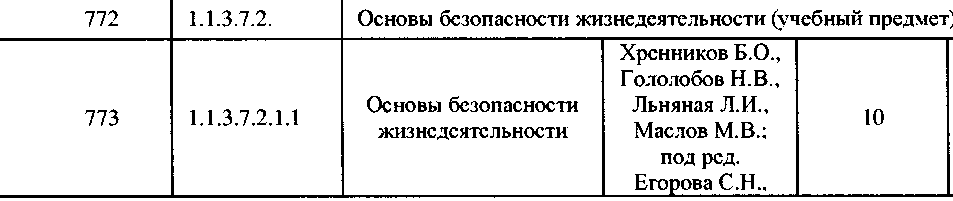 772 1.1.3.7.2. Основы безопасности жизнедеятельности (учебный предмет)
Хренников Б.О.,
Гололобов Н.В.,
Основы безопасности Льняная Л.И.,
773 1.1.3.7.2.1.1 жизнедеятельности Маслов М.В.; 10
под ред.
Егорова С.Н..